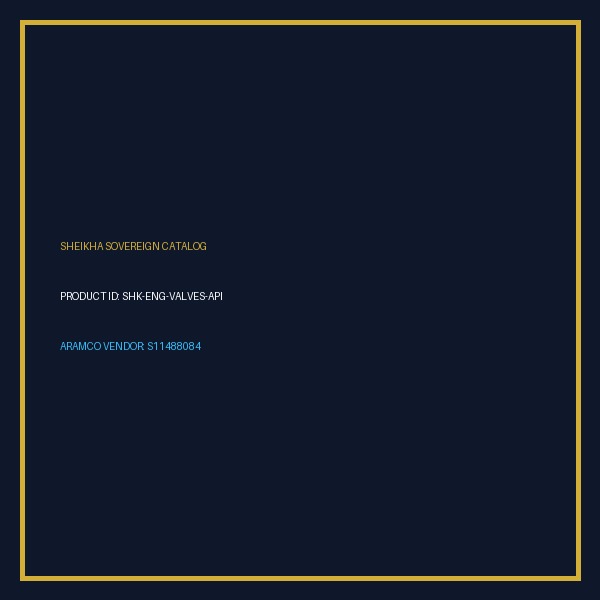 SHEIKHA SOVEREIGN CATALOG
PRODUCT ID: SHK-ENG-VALVES-API
ARAMCO VENDOR: S11488084